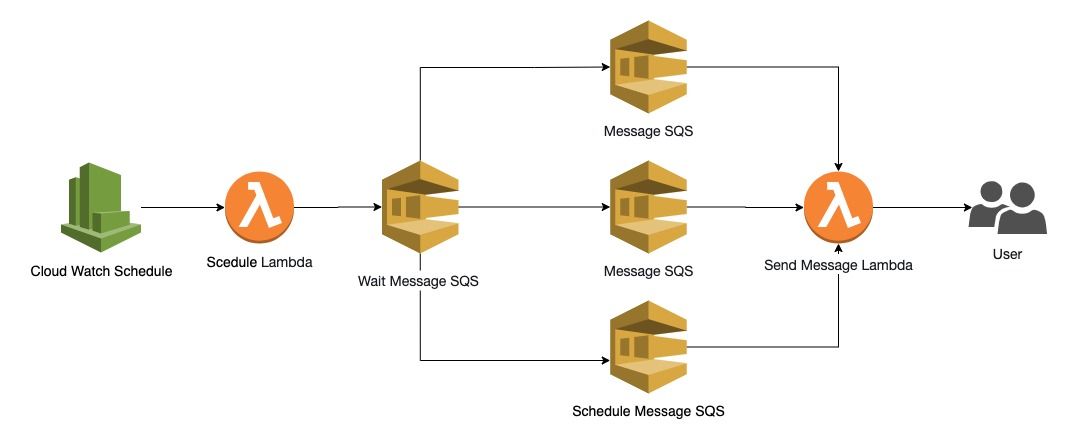 Message SQS
Cloud Watch Schedule
Scedule Lambda
Wait Message SQS
Message SQS
Send Message Lambda
User
Schedule Message SQS